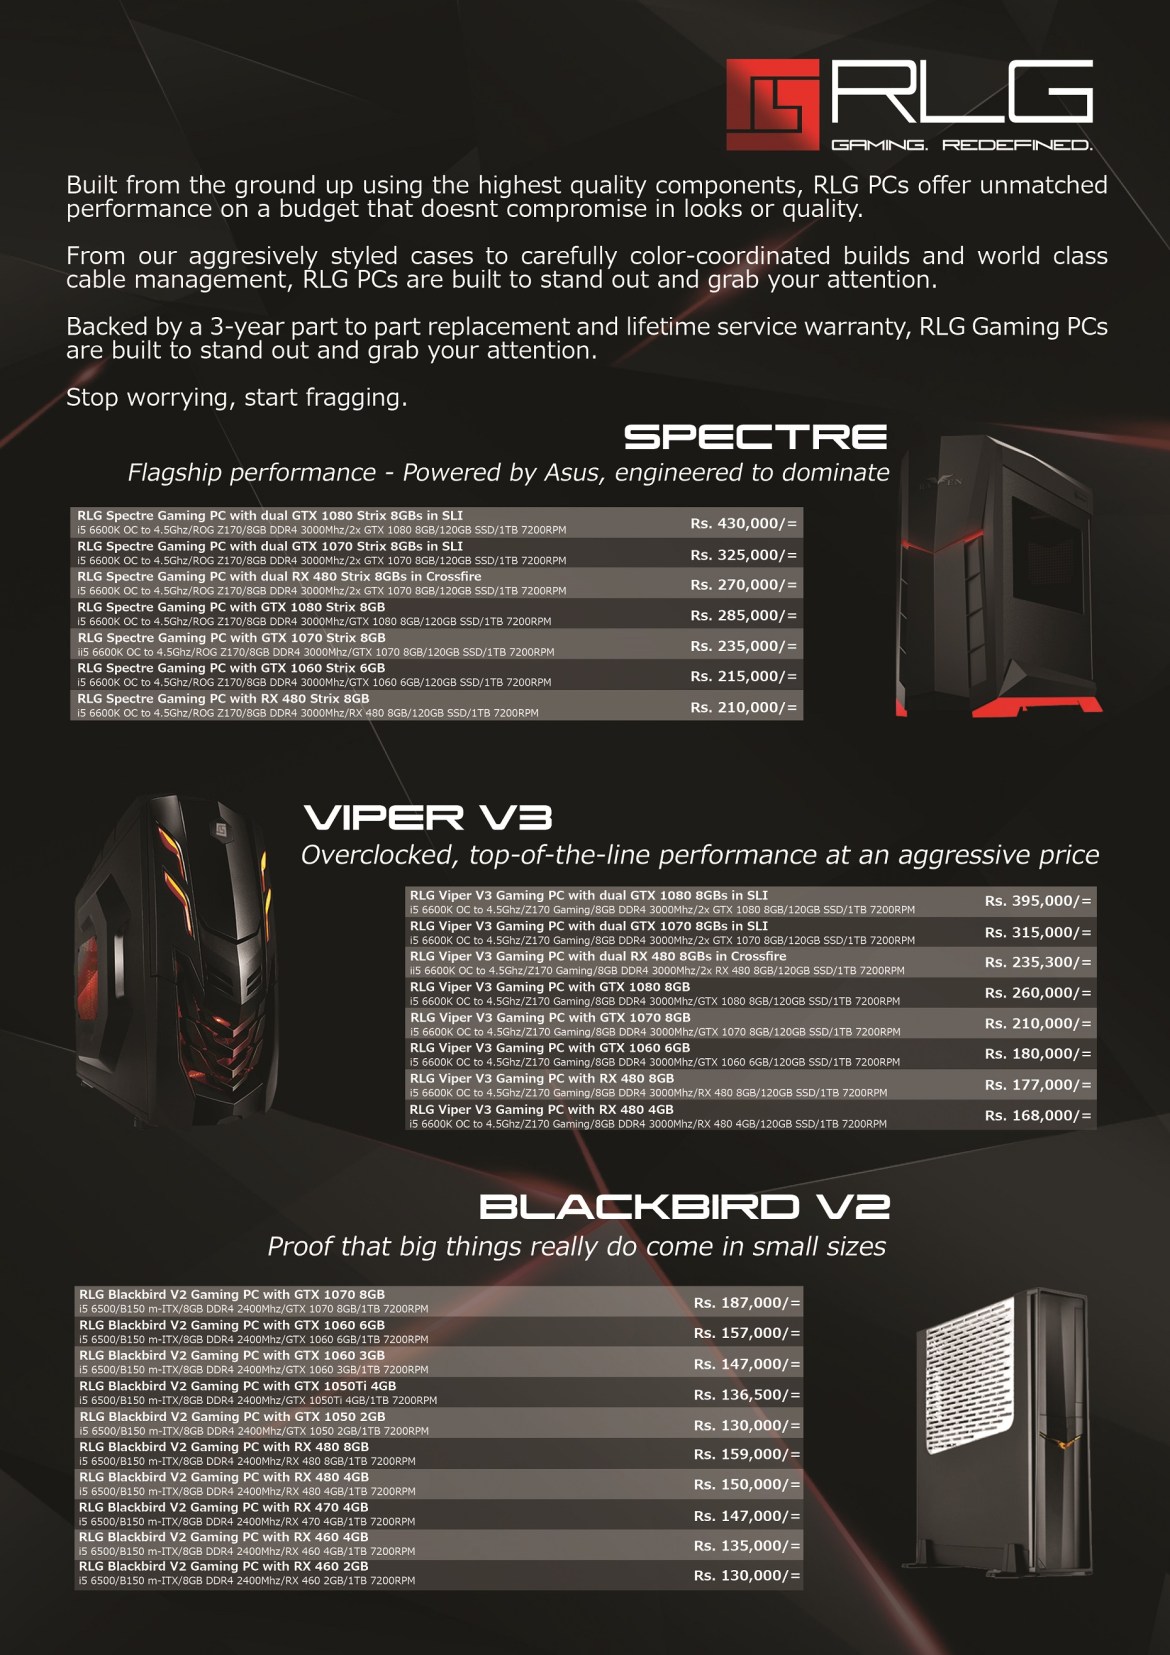 RLG
GAMING. REDEFINED.
Built from the ground up using the highest quality components, RLG PCs offer unmatched
performance on a budget that doesnt compromise in looks or quality.
From our aggresively styled cases to carefully color-coordinated builds and world class
cable management, RLG PCs are built to stand out and grab your attention.
Backed by a 3-year part to part replacement and lifetime service warranty, RLG Gaming PCs
are built to stand out and grab your attention.
Stop worrying, start fragging.
SPECTRE
Flagship performance - Powered by Asus, engineered to dominate
RLG Spectre Gaming PC with dual GTX 1080 Strix 8GBs in SLI
i5 6600K OC to 4.5Ghz/ROG Z170/8GB DDR4 3000Mhz/2x GTX 1080 8GB/120GB SSD/1TB 7200RPM
Rs. 430,000/=
RLG Spectre Gaming PC with dual GTX 1070 Strix 8GBs in SLI
i5 6600K OC to 4.5Ghz/ROG Z170/8GB DDR4 3000Mhz/2x GTX 1070 8GB/120GB SSD/1TB 7200RPM
Rs. 325,000/=
RLG Spectre Gaming PC with dual RX 480 Strix 8GBs in Crossfire
i5 6600K OC to 4.5Ghz/ROG Z170/8GB DDR4 3000Mhz/2x GTX 1070 8GB/120GB SSD/1TB 7200RPM
Rs. 270,000/=
RLG Spectre Gaming PC with GTX 1080 Strix 8GB
i5 6600K OC to 4.5Ghz/ROG Z170/8GB DDR4 3000Mhz/GTX 1080 8GB/120GB SSD/1TB 7200RPM
Rs. 285,000/=
RLG Spectre Gaming PC with GTX 1070 Strix 8GB
ii5 6600K OC to 4.5Ghz/ROG Z170/8GB DDR4 3000Mhz/GTX 1070 8GB/120GB SSD/1TB 7200RPM
Rs. 235,000/=
RLG Spectre Gaming PC with GTX 1060 Strix 6GB
i5 6600K OC to 4.5Ghz/ROG Z170/8GB DDR4 3000Mhz/GTX 1060 6GB/120GB SSD/1TB 7200RPM
Rs. 215,000/=
RLG Spectre Gaming PC with RX 480 Strix 8GB
i5 6600K OC to 4.5Ghz/ROG Z170/8GB DDR4 3000Mhz/RX 480 8GB/120GB SSD/1TB 7200RPM
Rs. 210,000/=
VIPER V3
Overclocked, top-of-the-line performance at an aggressive price
RLG Viper V3 Gaming PC with dual GTX 1080 8GBs in SLI
i5 6600K OC to 4.5Ghz/Z170 Gaming/8GB DDR4 3000Mhz/2x GTX 1080 8GB/120GB SSD/1TB 7200RPM
Rs. 395,000/=
RLG Viper V3 Gaming PC with dual GTX 1070 8GBs in SLI
i5 6600K OC to 4.5Ghz/Z170 Gaming/8GB DDR4 3000Mhz/2x GTX 1070 8GB/120GB SSD/1TB 7200RPM
Rs. 315,000/=
RLG Viper V3 Gaming PC with dual RX 480 8GBs in Crossfire
ii5 6600K OC to 4.5Ghz/Z170 Gaming/8GB DDR4 3000Mhz/2x RX 480 8GB/120GB SSD/1TB 7200RPM
Rs. 235,300/=
RLG Viper V3 Gaming PC with GTX 1080 8GB
i5 6600K OC to 4.5Ghz/Z170 Gaming/8GB DDR4 3000Mhz/GTX 1080 8GB/120GB SSD/1TB 7200RPM
Rs. 260,000/=
RLG Viper V3 Gaming PC with GTX 1070 8GB
i5 6600K OC to 4.5Ghz/Z170 Gaming/8GB DDR4 3000Mhz/GTX 1070 8GB/120GB SSD/1TB 7200RPM
Rs. 210,000/=
RLG Viper V3 Gaming PC with GTX 1060 6GB
i5 6600K OC to 4.5Ghz/Z170 Gaming/8GB DDR4 3000Mhz/GTX 1060 6GB/120GB SSD/1TB 7200RPM
Rs. 180,000/=
RLG Viper V3 Gaming PC with RX 480 8GB
i5 6600K OC to 4.5Ghz/Z170 Gaming/8GB DDR4 3000Mhz/RX 480 8GB/120GB SSD/1TB 7200RPM
Rs. 177,000/=
RLG Viper V3 Gaming PC with RX 480 4GB
i5 6600K OC to 4.5Ghz/Z170 Gaming/8GB DDR4 3000Mhz/RX 480 4GB/120GB SSD/1TB 7200RPM
Rs. 168,000/=
BLACKBIRD V2
Proof that big things really do come in small sizes
RLG Blackbird V2 Gaming PC with GTX 1070 8GB
i5 6500/B150 m-ITX/8GB DDR4 2400Mhz/GTX 1070 8GB/1TB 7200RPM
Rs. 187,000/=
RLG Blackbird V2 Gaming PC with GTX 1060 6GB
i5 6500/B150 m-ITX/8GB DDR4 2400Mhz/GTX 1060 6GB/1TB 7200RPM
Rs. 157,000/=
RLG Blackbird V2 Gaming PC with GTX 1060 3GB
i5 6500/B150 m-ITX/8GB DDR4 2400Mhz/GTX 1060 3GB/1TB 7200RPM
Rs. 147,000/=
RLG Blackbird V2 Gaming PC with GTX 1050Ti 4GB
i5 6500/B150 m-ITX/8GB DDR4 2400Mhz/GTX 1050Ti 4GB/1TB 7200RPM
Rs. 136,500/=
RLG Blackbird V2 Gaming PC with GTX 1050 2GB
i5 6500/B150 m-ITX/8GB DDR4 2400Mhz/GTX 1050 2GB/1TB 7200RPM
Rs. 130,000/=
RLG Blackbird V2 Gaming PC with RX 480 8GB
i5 6500/B150 m-ITX/8GB DDR4 2400Mhz/RX 480 8GB/1TB 7200RPM
Rs. 159,000/=
RLG Blackbird V2 Gaming PC with RX 480 4GB
i5 6500/B150 m-ITX/8GB DDR4 2400Mhz/RX 480 4GB/1TB 7200RPM
Rs. 150,000/=
RLG Blackbird V2 Gaming PC with RX 470 4GB
i5 6500/B150 m-ITX/8GB DDR4 2400Mhz/RX 470 4GB/1TB 7200RPM
Rs. 147,000/=
RLG Blackbird V2 Gaming PC with RX 460 4GB
i5 6500/B150 m-ITX/8GB DDR4 2400Mhz/RX 460 4GB/1TB 7200RPM
Rs. 135,000/=
RLG Blackbird V2 Gaming PC with RX 460 2GB
i5 6500/B150 m-ITX/8GB DDR4 2400Mhz/RX 460 2GB/1TB 7200RPM
Rs. 130,000/=